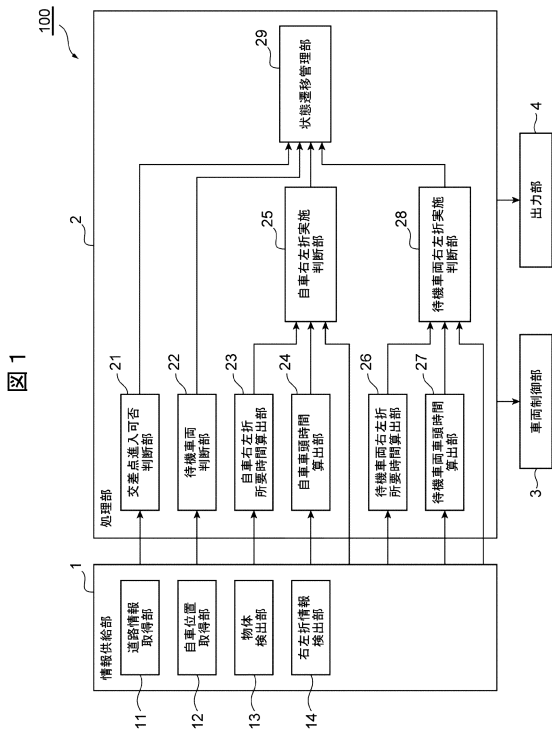 図 1
100
1
情報供給部
道路情報
取得部
11
自車位置
取得部
12
物体
検出部
13
右左折情報
検出部
14
2
処理部
交差点進入可否
判断部
21
待機車両
判断部
22
自車右左折
所要時間算出部
23
自車車頭時間
算出部
24
自車右左折実施
判断部
25
待機車両右左折
所要時間算出部
26
待機車両車頭時間
算出部
27
待機車両右左折実施
判断部
28
状態遷移管理部
29
車両制御部
3
出力部
4